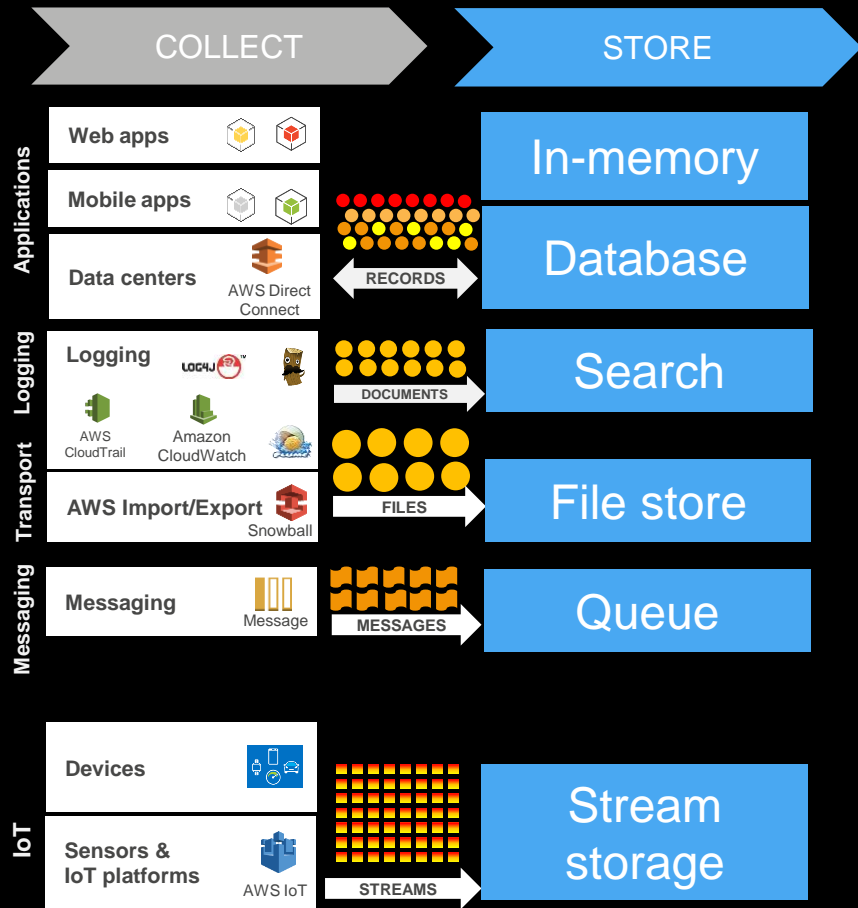 COLLECT
STORE
Applications
Web apps
Mobile apps
Data centers
AWS Direct
Connect
RECORDS
In-memory
Database
Logging
Logging
LOG4J
TM
AWS
CloudTrail
Amazon
CloudWatch
DOCUMENTS
Search
Transport
AWS Import/Export
Snowball
FILES
File store
Messaging
Messaging
Message
MESSAGES
Queue
IoT
Devices
Sensors &
IoT platforms
AWS IoT
STREAMS
Stream
storage